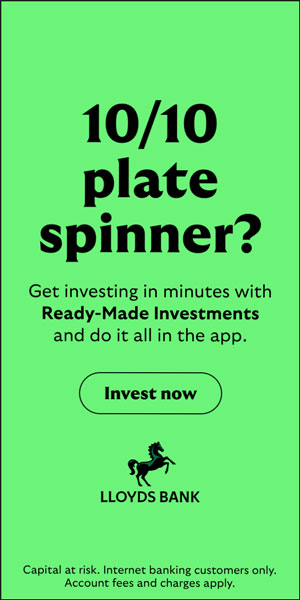 10/10
plate
spinner?
Get investing in minutes with
Ready-Made Investments
and do it all in the app.
Invest now
LLOYDS BANK
Capital at risk. Internet banking customers only.
Account fees and charges apply.